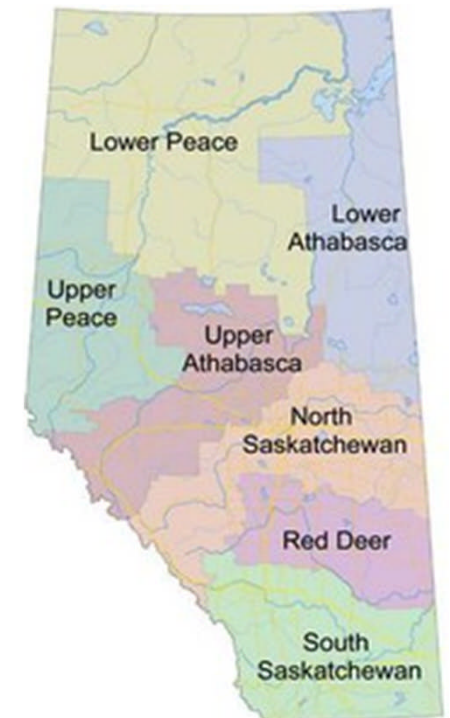 Lower Peace
Lower
Athabasca
Upper
Peace
Upper
Athabasca
North
Saskatchewan
Red Deer
South
Saskatchewan